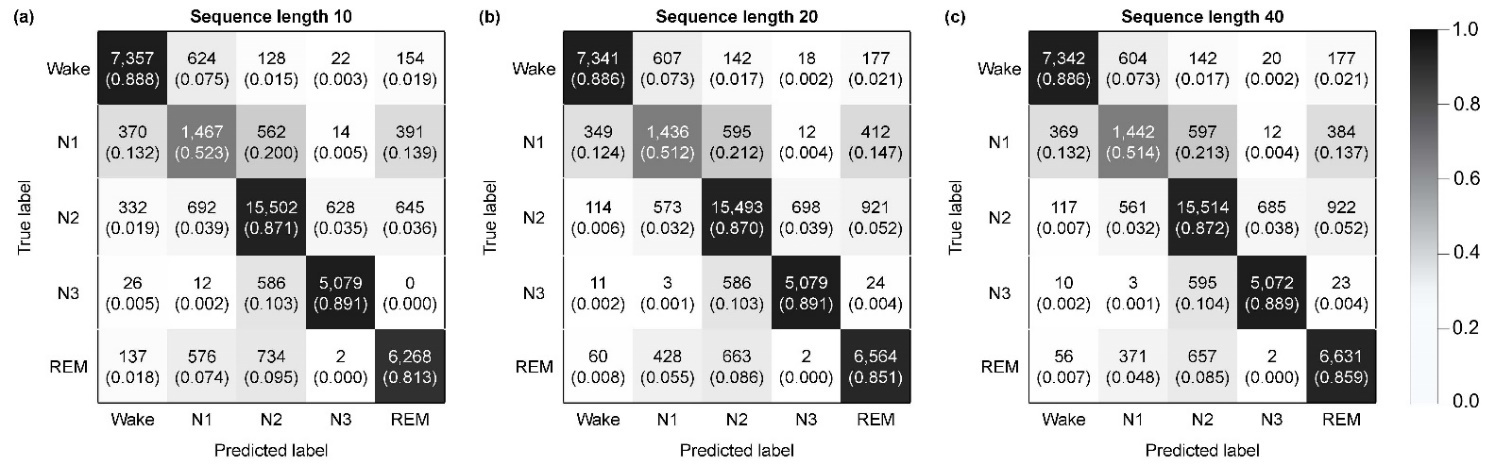 (a) Sequence length 10
Wake 7,357 624 128 22 154
(0.888) (0.075) (0.015) (0.003) (0.019)
N1 370 1,467 562 14 391
(0.132) (0.523) (0.200) (0.005) (0.139)
N2 332 692 15,502 628 645
(0.019) (0.039) (0.871) (0.035) (0.036)
N3 26 12 586 5,079 0
(0.005) (0.002) (0.103) (0.891) (0.000)
REM 137 576 734 2 6,268
(0.018) (0.074) (0.095) (0.000) (0.813)
Wake N1 N2 N3 REM
Predicted label
True label
(b) Sequence length 20
Wake 7,341 607 142 18 177
(0.886) (0.073) (0.017) (0.002) (0.021)
N1 349 1,436 595 12 412
(0.124) (0.512) (0.212) (0.004) (0.147)
N2 114 573 15,493 698 921
(0.006) (0.032) (0.870) (0.039) (0.052)
N3 11 3 586 5,079 24
(0.002) (0.001) (0.103) (0.891) (0.004)
REM 60 428 663 2 6,564
(0.008) (0.055) (0.086) (0.000) (0.851)
Wake N1 N2 N3 REM
Predicted label
True label
(c) Sequence length 40
Wake 7,342 604 142 20 177
(0.886) (0.073) (0.017) (0.002) (0.021)
N1 369 1,442 597 12 384
(0.132) (0.514) (0.213) (0.004) (0.137)
N2 117 561 15,514 685 922
(0.007) (0.032) (0.872) (0.038) (0.052)
N3 10 3 595 5,072 23
(0.002) (0.001) (0.104) (0.889) (0.004)
REM 56 371 657 2 6,631
(0.007) (0.048) (0.085) (0.000) (0.859)
Wake N1 N2 N3 REM
Predicted label
True label
1.0
0.8
0.6
0.4
0.2
0.0